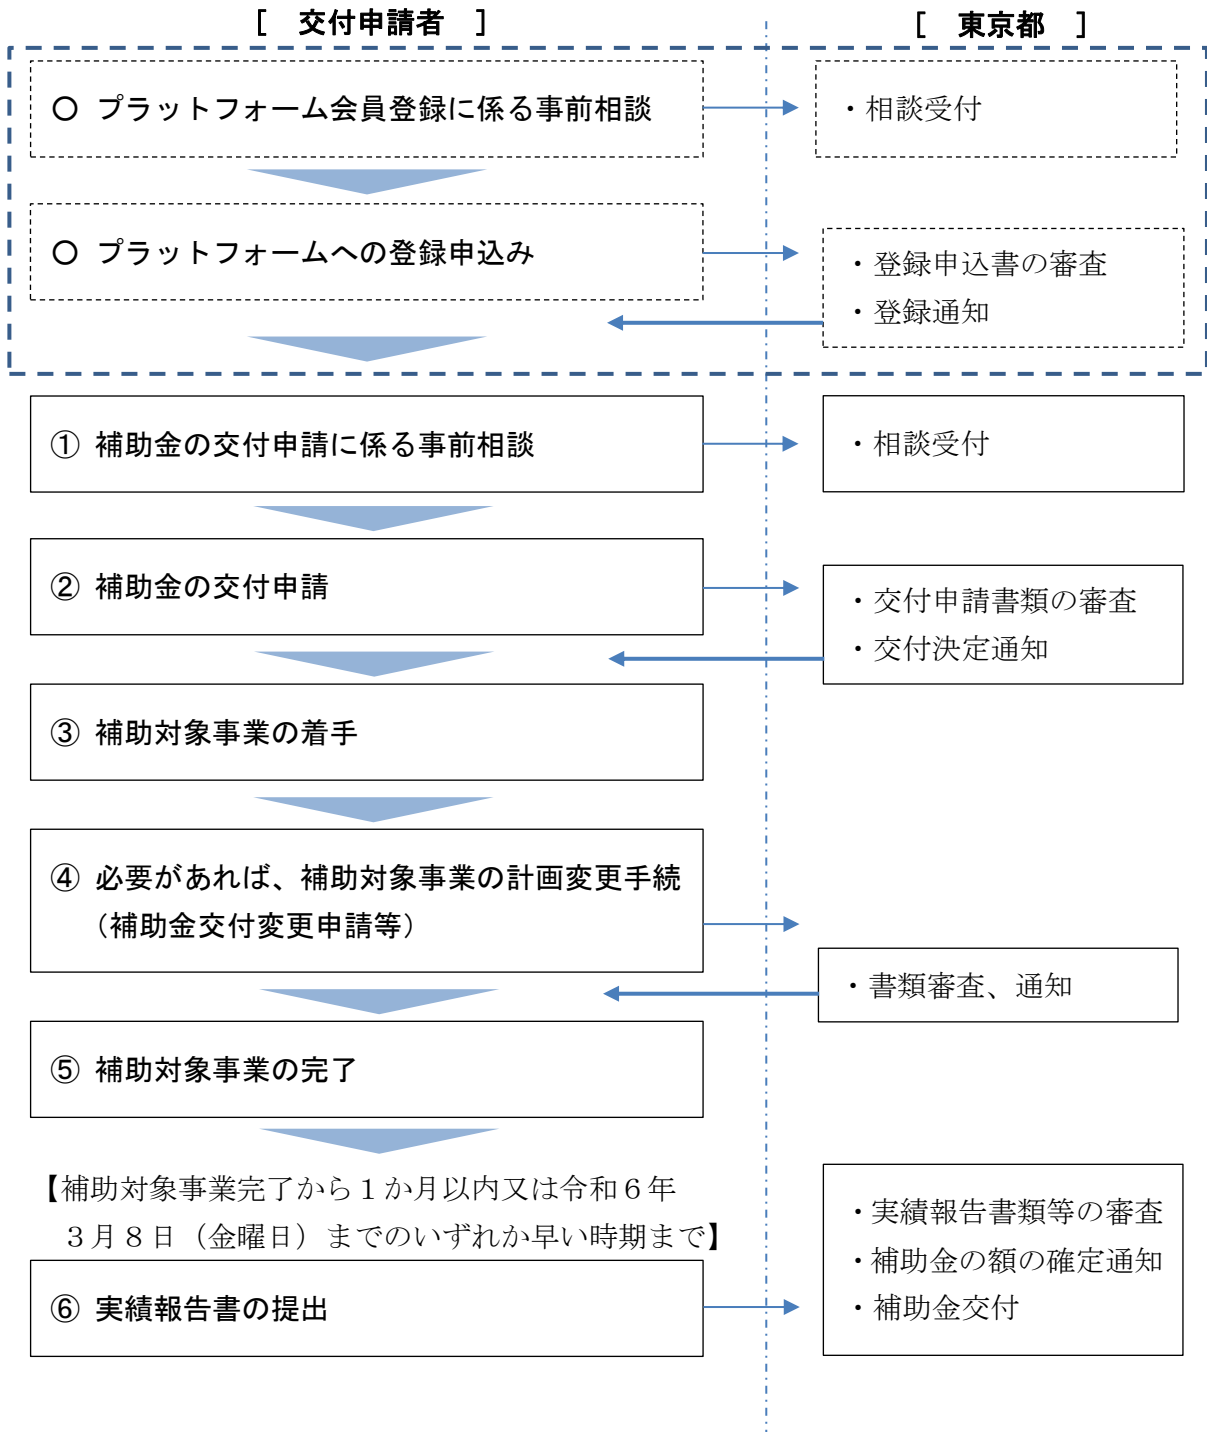 ［　交付申請者　］
［　東京都　］
〇 プラットフォーム会員登録に係る事前相談
・相談受付
〇 プラットフォームへの登録申込み
・登録申込書の審査
・登録通知
① 補助金の交付申請に係る事前相談
・相談受付
② 補助金の交付申請
・交付申請書類の審査
・交付決定通知
③ 補助対象事業の着手
④ 必要があれば、補助対象事業の計画変更手続
（補助金交付変更申請等）
・書類審査、通知
⑤ 補助対象事業の完了
【補助対象事業完了から１か月以内又は令和６年
３月８日（金曜日）までのいずれか早い時期まで】
⑥ 実績報告書の提出
・実績報告書類等の審査
・補助金の額の確定通知
・補助金交付